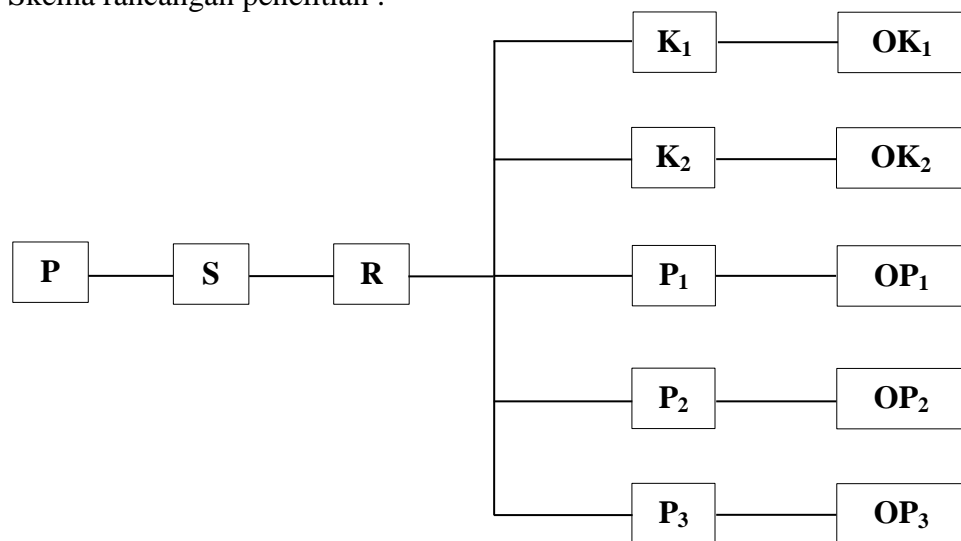 Skema rancangan penelitian :
K₁ OK₁
K₂ OK₂
P S R P₁ OP₁
P₂ OP₂
P₃ OP₃